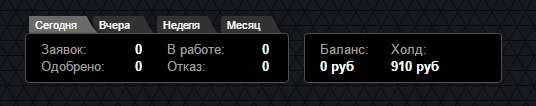 Сегодня Вчера Неделя Месяц
Заявок: 0 В работе: 0
Одобрено: 0 Отказ: 0
Баланс: Холд:
0 руб 910 руб